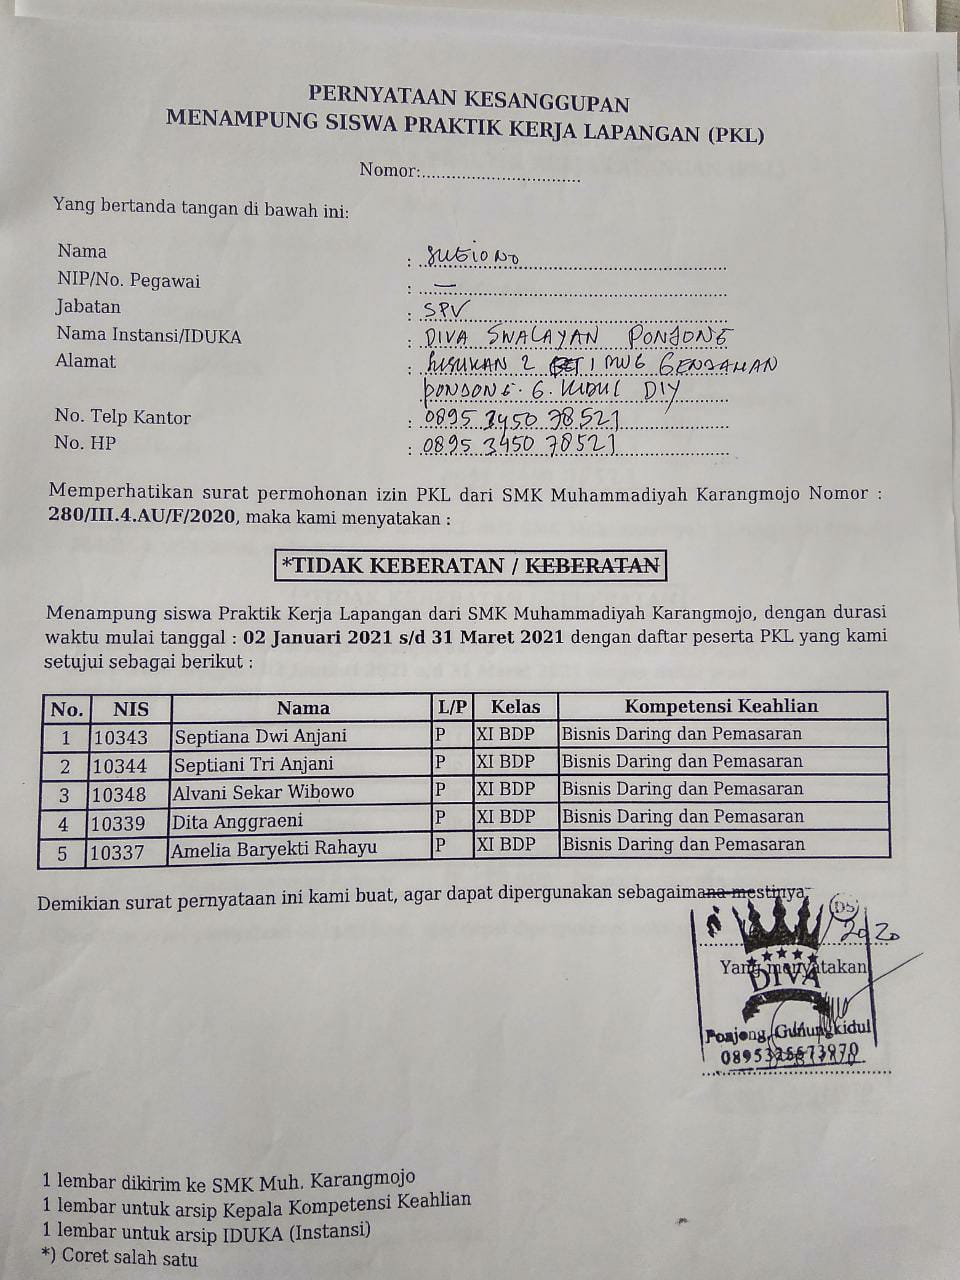 PERNYATAAN KESANGGUPAN
MENAMPUNG SISWA PRAKTIK KERJA LAPANGAN (PKL)
Nomor:................................
Yang bertanda tangan di bawah ini:
Nama : SUGIONO
NIP/No. Pegawai : —
Jabatan : SPV
Nama Instansi/IDUKA : DIVA SWALAYAN PONJONG
Alamat : SUSUKAN 2 GENJAHAN
PONJONG. G. KIDUL DIY
No. Telp Kantor : 0895 3450 78521
No. HP : 0895 3450 78521
Memperhatikan surat permohonan izin PKL dari SMK Muhammadiyah Karangmojo Nomor :
280/III.4.AU/F/2020, maka kami menyatakan :
*TIDAK KEBERATAN / KEBERATAN
Menampung siswa Praktik Kerja Lapangan dari SMK Muhammadiyah Karangmojo, dengan durasi
waktu mulai tanggal : 02 Januari 2021 s/d 31 Maret 2021 dengan daftar peserta PKL yang kami
setujui sebagai berikut :
No. NIS Nama L/P Kelas Kompetensi Keahlian
1 10343 Septiana Dwi Anjani P XI BDP Bisnis Daring dan Pemasaran
2 10344 Septiani Tri Anjani P XI BDP Bisnis Daring dan Pemasaran
3 10348 Alvani Sekar Wibowo P XI BDP Bisnis Daring dan Pemasaran
4 10339 Dita Anggraeni P XI BDP Bisnis Daring dan Pemasaran
5 10337 Amelia Baryekti Rahayu P XI BDP Bisnis Daring dan Pemasaran
Demikian surat pernyataan ini kami buat, agar dapat dipergunakan sebagaimana mestinya.
DS
2020
Yang menyatakan
DIVA
Ponjong, Gunungkidul
1 lembar dikirim ke SMK Muh. Karangmojo
1 lembar untuk arsip Kepala Kompetensi Keahlian
1 lembar untuk arsip IDUKA (Instansi)
*) Coret salah satu